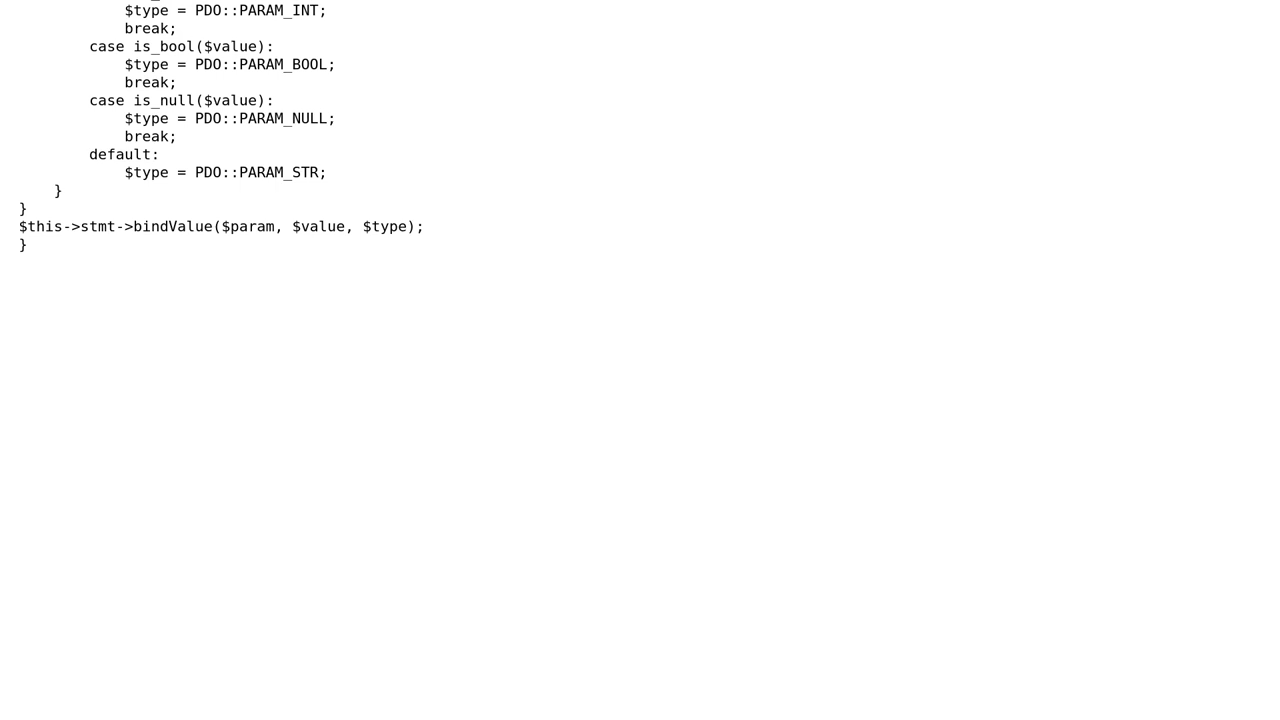 $type = PDO::PARAM_INT;
            break;
        case is_bool($value):
            $type = PDO::PARAM_BOOL;
            break;
        case is_null($value):
            $type = PDO::PARAM_NULL;
            break;
        default:
            $type = PDO::PARAM_STR;
    }
}
$this->stmt->bindValue($param, $value, $type);
}